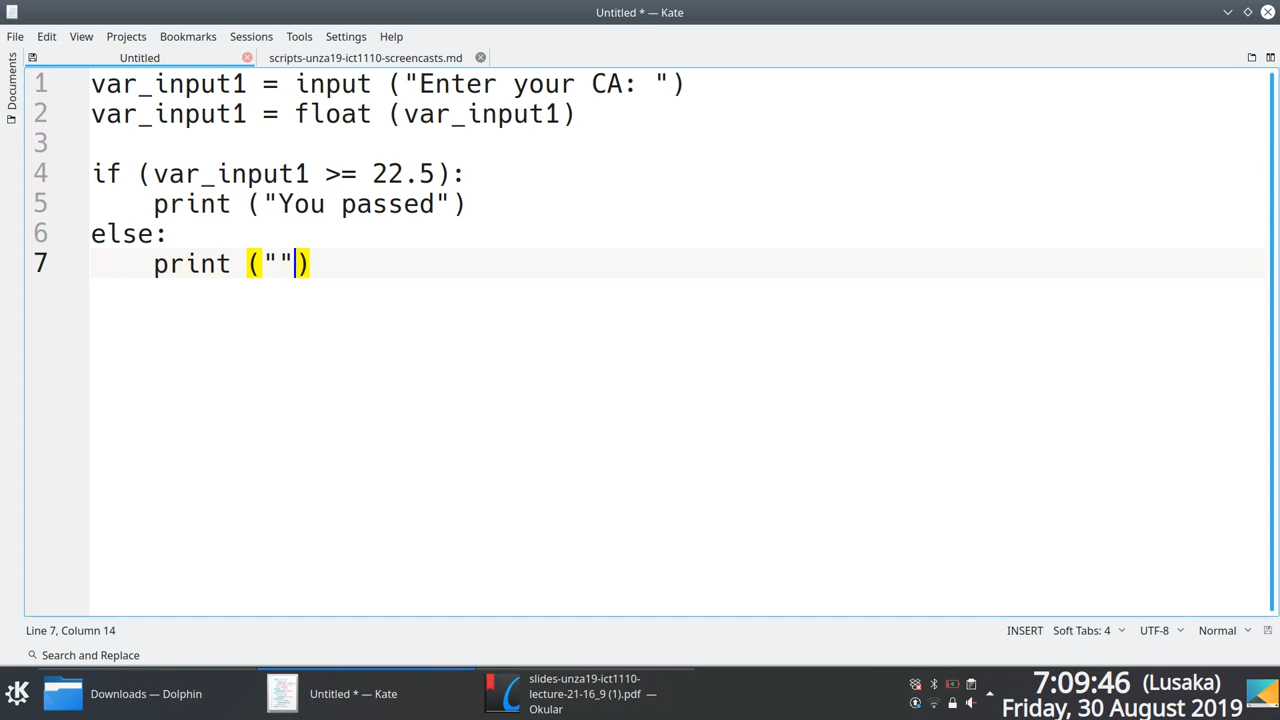 Untitled * — Kate
File Edit View Projects Bookmarks Sessions Tools Settings Help
Documents
Untitled
scripts-unza19-ict1110-screencasts.md
1 var_input1 = input ("Enter your CA: ")
2 var_input1 = float (var_input1)
3
4 if (var_input1 >= 22.5):
5     print ("You passed")
6 else:
7     print ("")
Line 7, Column 14
INSERT Soft Tabs: 4 UTF-8 Normal
Search and Replace
Downloads — Dolphin
Untitled * — Kate
slides-unza19-ict1110-
lecture-21-16_9 (1).pdf —
Okular
7:09:46 (Lusaka)
Friday, 30 August 2019